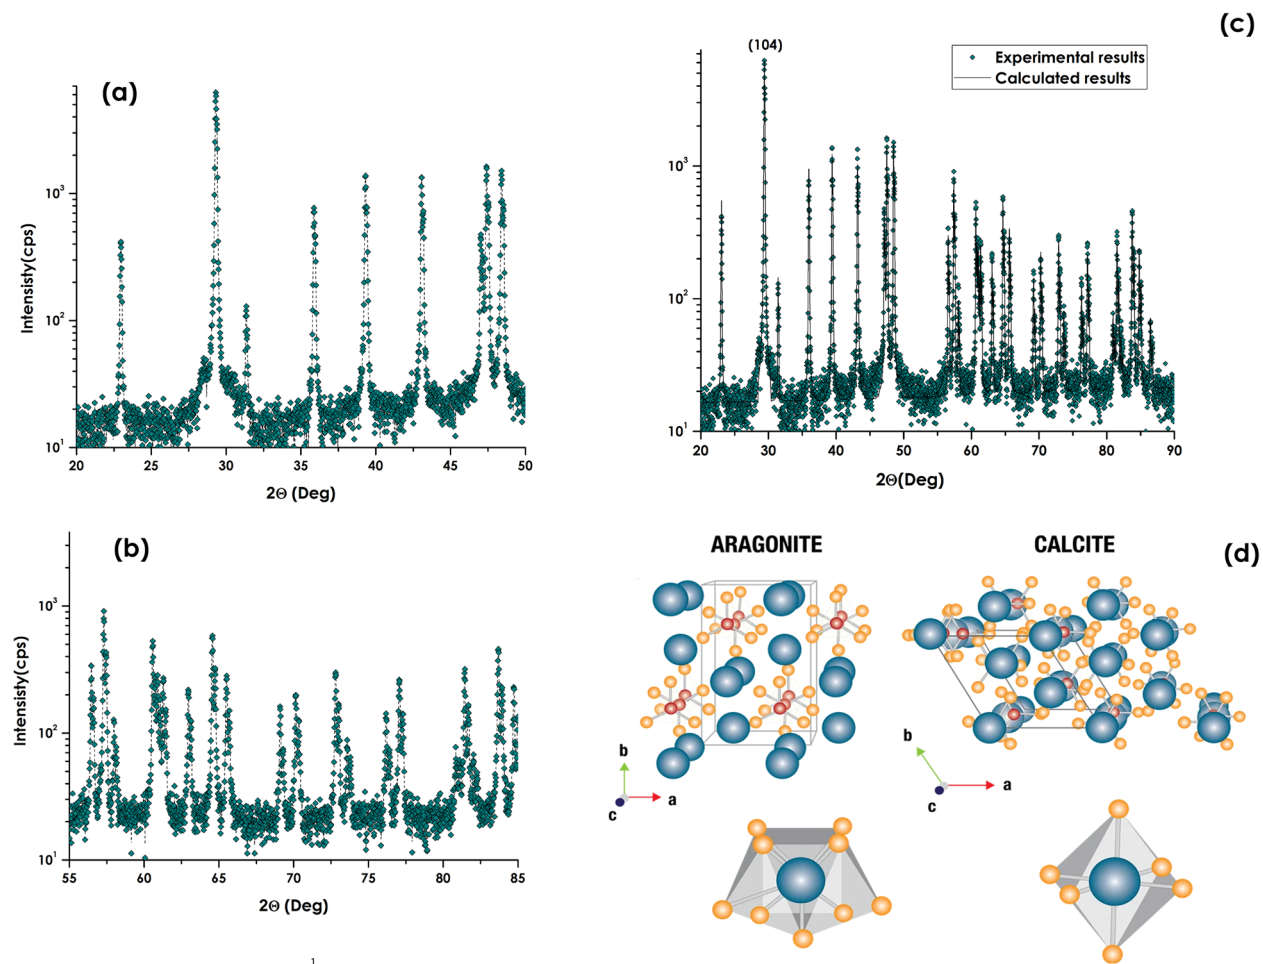 (a)
Intensisty(cps)
10³
10²
10¹
20 25 30 35 40 45 50
2Θ (Deg)
(c)
(104)
Experimental results
Calculated results
10³
10²
10¹
20 30 40 50 60 70 80 90
2Θ(Deg)
(b)
Intensisty(cps)
10³
10²
10¹
55 60 65 70 75 80 85
2Θ (Deg)
1
(d)
ARAGONITE CALCITE
b
a
c
b
a
c